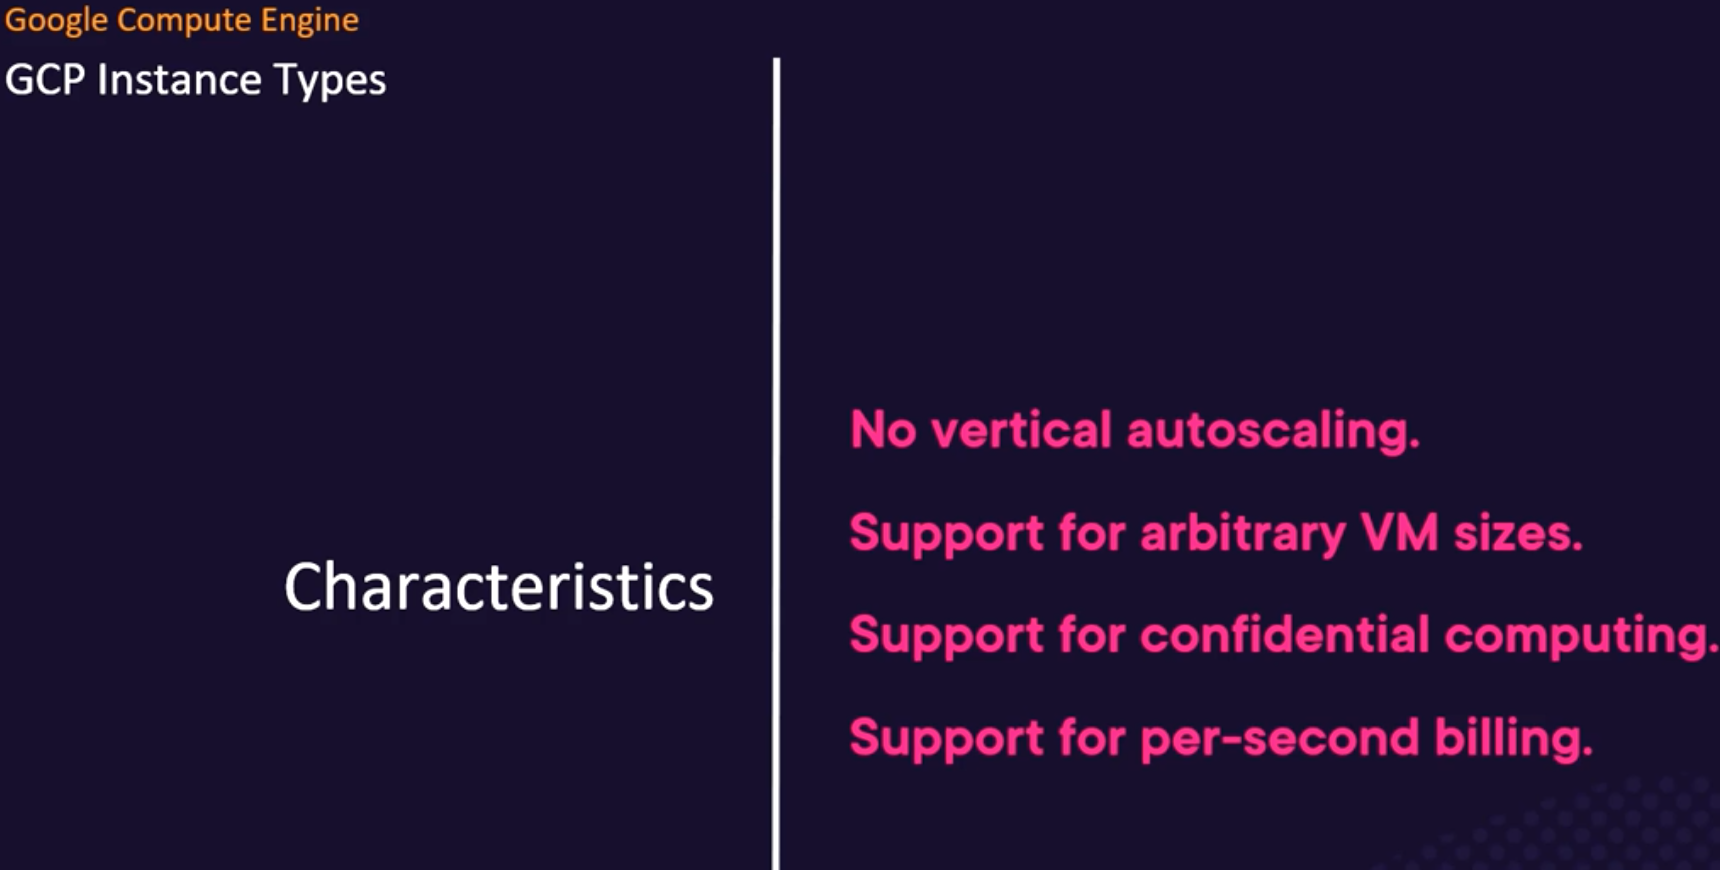 Google Compute Engine
GCP Instance Types
Characteristics
No vertical autoscaling.
Support for arbitrary VM sizes.
Support for confidential computing.
Support for per-second billing.